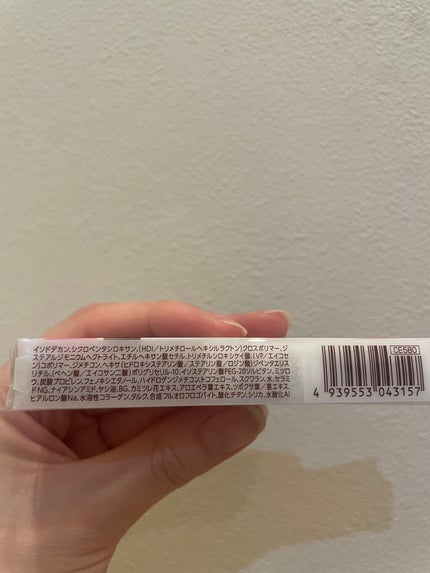 イソドデカン、シクロペンタシロキサン、(HDI/トリメチロールヘキシルラクトン)クロスポリマー、ジ
ステアルジモニウムヘクトライト、エチルヘキサン酸セチル、トリメチルシロキシケイ酸、(VP/エイコセ
ン)コポリマー、ジメチコン、ヘキサ(ヒドロキシステアリン酸/ステアリン酸/ロジン酸)ジペンタエリス
リチル、(ベヘン酸/エイコサン二酸)ポリグリセリル-10、イソステアリン酸PEG-20ソルビタン、ミツロ
ウ、炭酸プロピレン、フェノキシエタノール、ハイドロゲンジメチコン、トコフェロール、スクワラン、水、セラミ
ドNG、ナイアシンアミド、ヤシ油、BG、カミツレ花エキス、アロエベラ葉エキス、ツボクサ葉/茎エキス、
ヒアルロン酸Na、水溶性コラーゲン、タルク、合成フルオロフロゴパイト、酸化チタン、シリカ、水酸化Al
CE680
4 939553 043157